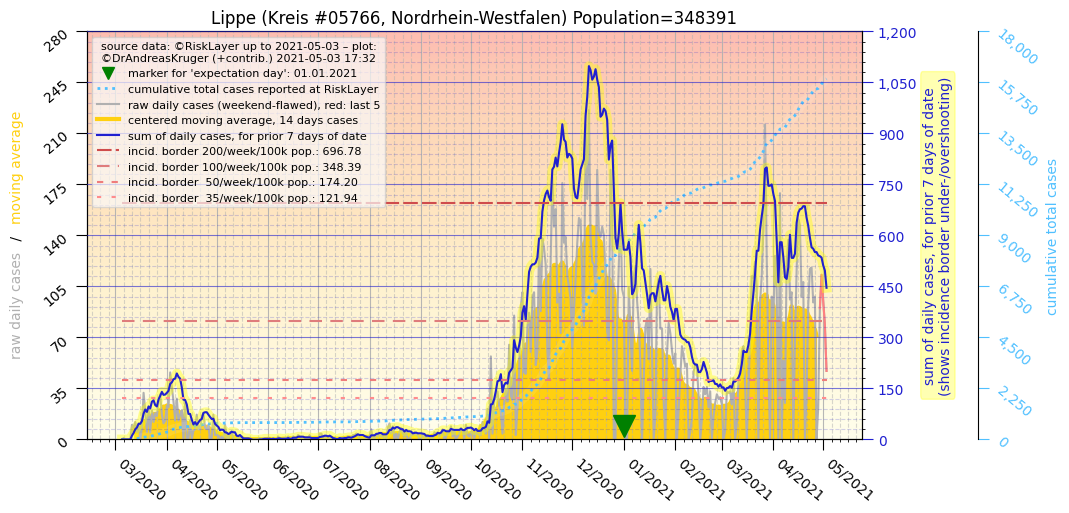 Lippe (Kreis #05766, Nordrhein-Westfalen) Population=348391
source data: ©RiskLayer up to 2021-05-03 – plot:
©DrAndreasKruger (+contrib.) 2021-05-03 17:32
marker for 'expectation day': 01.01.2021
cumulative total cases reported at RiskLayer
raw daily cases (weekend-flawed), red: last 5
centered moving average, 14 days cases
sum of daily cases, for prior 7 days of date
incid. border 200/week/100k pop.: 696.78
incid. border 100/week/100k pop.: 348.39
incid. border  50/week/100k pop.: 174.20
incid. border  35/week/100k pop.: 121.94
raw daily cases / moving average
280
245
210
175
140
105
70
35
0
03/2020
04/2020
05/2020
06/2020
07/2020
08/2020
09/2020
10/2020
11/2020
12/2020
01/2021
02/2021
03/2021
04/2021
05/2021
1,200
1,050
900
750
600
450
300
150
0
sum of daily cases, for prior 7 days of date
(shows incidence border under-/overshooting)
18,000
15,750
13,500
11,250
9,000
6,750
4,500
2,250
0
cumulative total cases